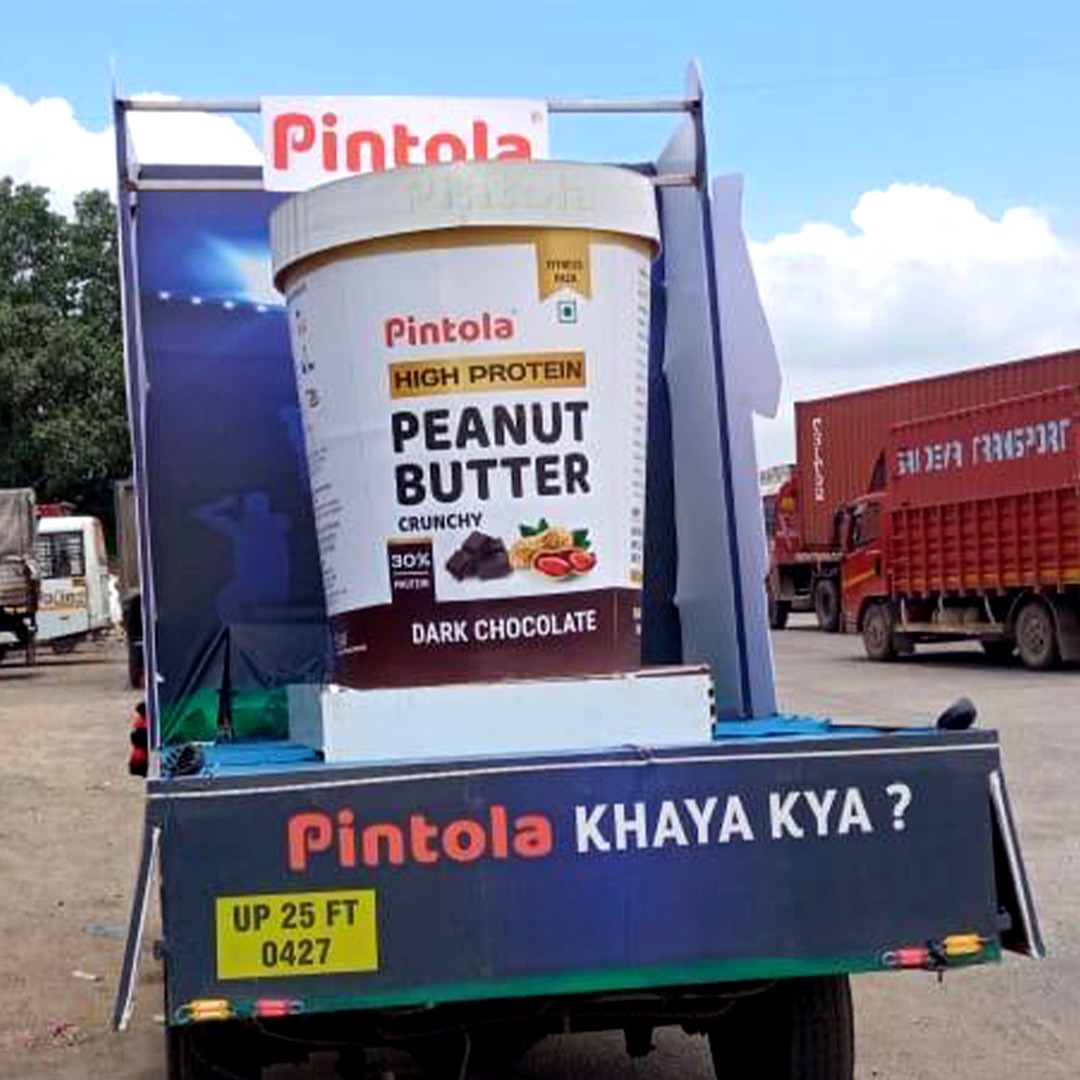 Pintola
Pintola
FITNESS
PACK
Pintola
HIGH PROTEIN
PEANUT
BUTTER
CRUNCHY
30%
PROTEIN
DARK CHOCOLATE
TRANSPORT
Pintola KHAYA KYA ?
UP 25 FT
0427